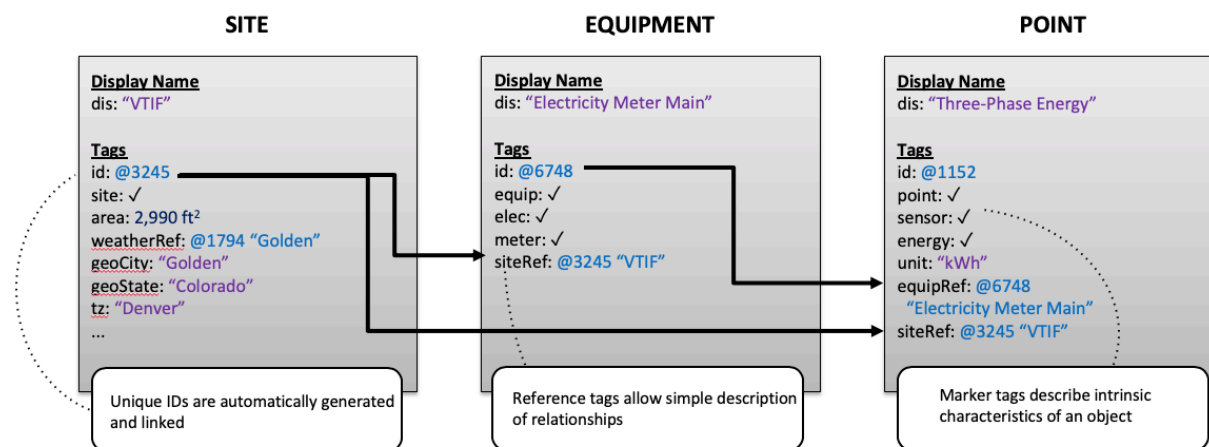 SITE
Display Name
dis: “VTIF”
Tags
id: @3245
site: ✓
area: 2,990 ft²
weatherRef: @1794 “Golden”
geoCity: “Golden”
geoState: “Colorado”
tz: “Denver”
...
Unique IDs are automatically generated
and linked
EQUIPMENT
Display Name
dis: “Electricity Meter Main”
Tags
id: @6748
equip: ✓
elec: ✓
meter: ✓
siteRef: @3245 “VTIF”
Reference tags allow simple description
of relationships
POINT
Display Name
dis: “Three-Phase Energy”
Tags
id: @1152
point: ✓
sensor: ✓
energy: ✓
unit: “kWh”
equipRef: @6748
“Electricity Meter Main”
siteRef: @3245 “VTIF”
Marker tags describe intrinsic
characteristics of an object